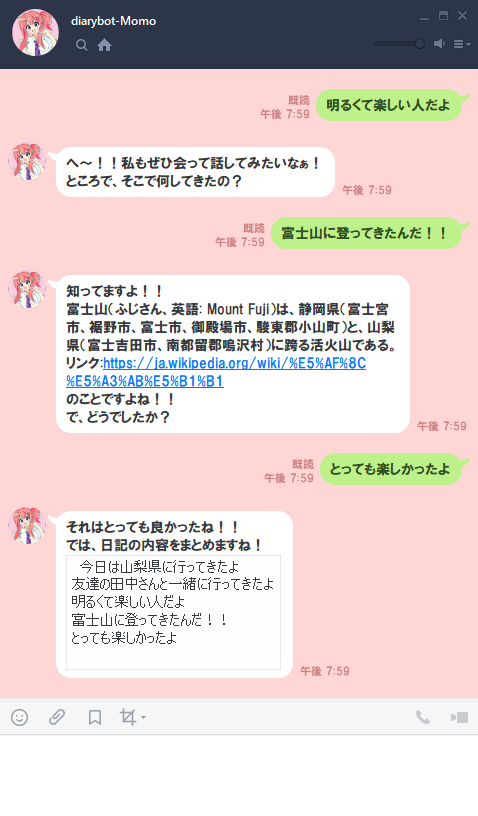 diarybot-Momo
既読
午後 7:59
明るくて楽しい人だよ
へ～！！私もぜひ会って話してみたいなぁ！
ところで、そこで何してきたの？
午後 7:59
既読
午後 7:59
富士山に登ってきたんだ！！
知ってますよ！！
富士山(ふじさん、英語: Mount Fuji)は、静岡県(富士宮
市、裾野市、富士市、御殿場市、駿東郡小山町)と、山梨
県(富士吉田市、南都留郡鳴沢村)に跨る活火山である。
リンク:https://ja.wikipedia.org/wiki/%E5%AF%8C
%E5%A3%AB%E5%B1%B1
のことですよね！！
で、どうでしたか？
午後 7:59
既読
午後 7:59
とっても楽しかったよ
それはとっても良かったね！！
では、日記の内容をまとめますね！
今日は山梨県に行ってきたよ
友達の田中さんと一緒に行ってきたよ
明るくて楽しい人だよ
富士山に登ってきたんだ！！
とっても楽しかったよ
午後 7:59